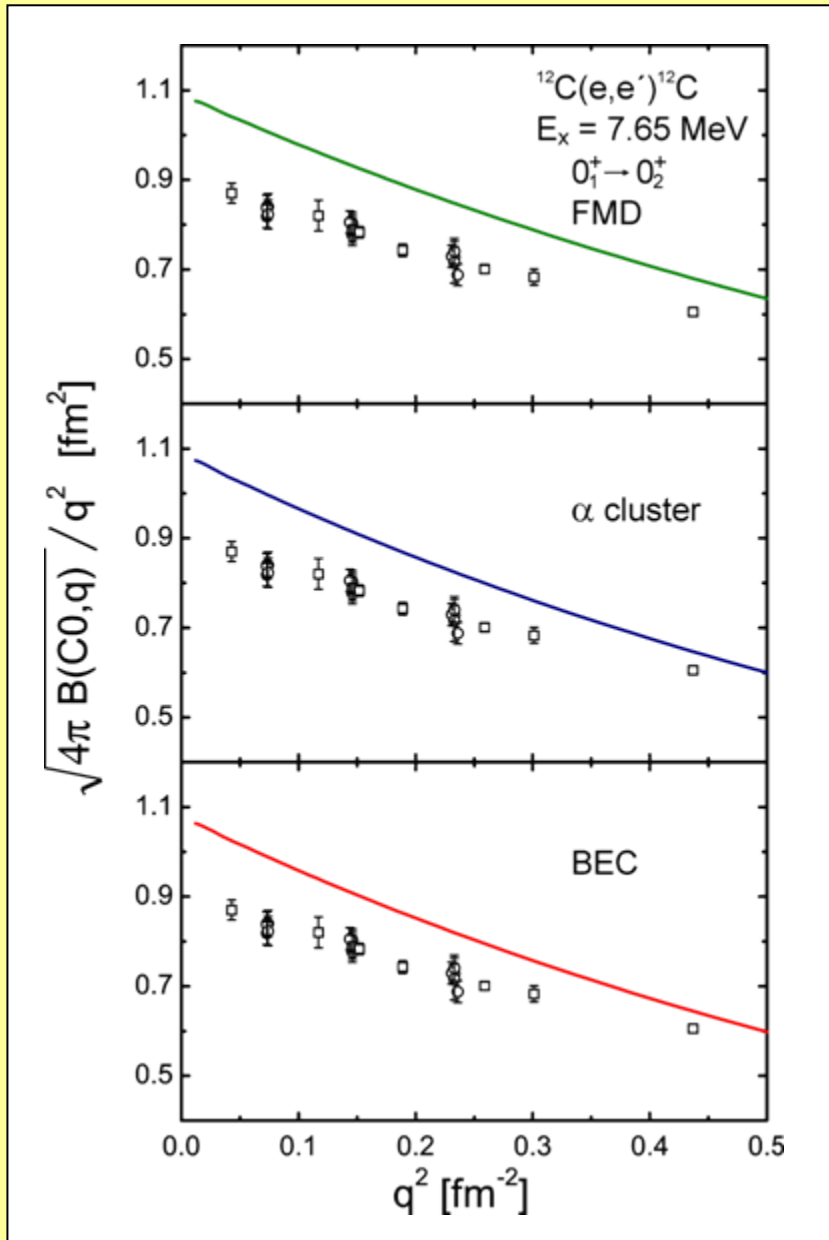 ¹²C(e,e´)¹²C
Eₓ = 7.65 MeV
0₁⁺→0₂⁺
FMD
1.1
0.9
0.7
0.5
α cluster
1.1
0.9
0.7
0.5
BEC
1.1
0.9
0.7
0.5
0.0 0.1 0.2 0.3 0.4 0.5
q² [fm⁻²]
√4π B(C0,q) / q² [fm²]